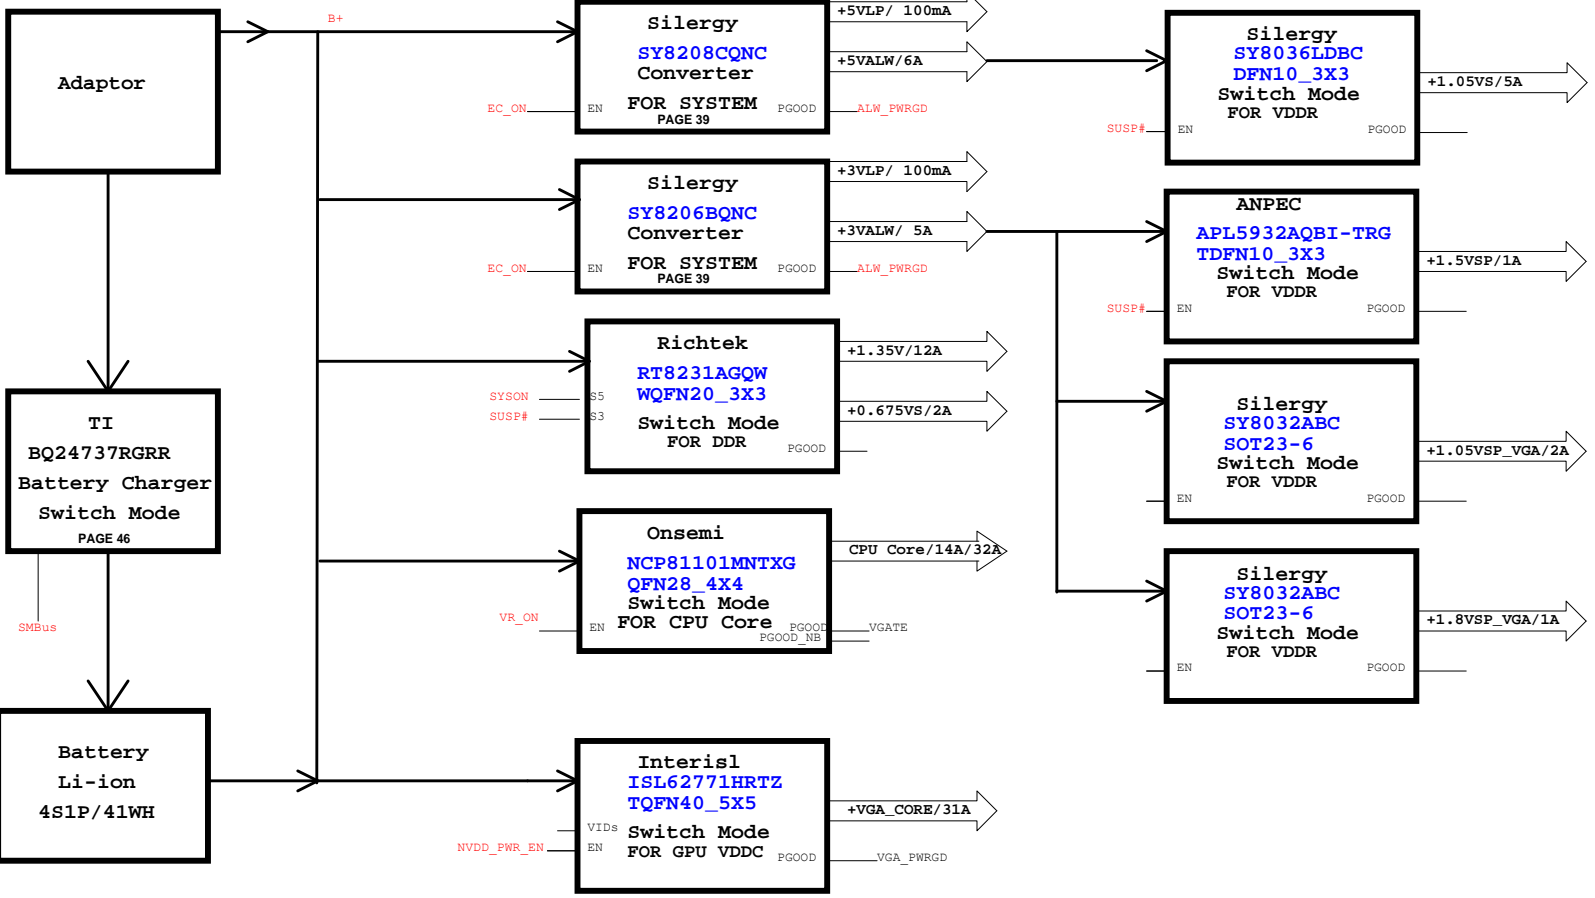 Adaptor
B+
TI
BQ24737RGRR
Battery Charger
Switch Mode
PAGE 46
SMBus
Battery
Li-ion
4S1P/41WH
Silergy
SY8208CQNC
Converter
FOR SYSTEM
PAGE 39
EC_ON
EN
PGOOD
ALW_PWRGD
+5VLP/ 100mA
+5VALW/6A
Silergy
SY8206BQNC
Converter
FOR SYSTEM
PAGE 39
EC_ON
EN
PGOOD
ALW_PWRGD
+3VLP/ 100mA
+3VALW/ 5A
Richtek
RT8231AGQW
WQFN20_3X3
Switch Mode
FOR DDR
SYSON
S5
SUSP#
S3
PGOOD
+1.35V/12A
+0.675VS/2A
Onsemi
NCP81101MNTXG
QFN28_4X4
Switch Mode
FOR CPU Core
VR_ON
EN
PGOOD
PGOOD_NB
VGATE
CPU Core/14A/32A
Interisl
ISL62771HRTZ
TQFN40_5X5
Switch Mode
FOR GPU VDDC
VIDs
NVDD_PWR_EN
EN
PGOOD
VGA_PWRGD
+VGA_CORE/31A
Silergy
SY8036LDBC
DFN10_3X3
Switch Mode
FOR VDDR
SUSP#
EN
PGOOD
+1.05VS/5A
ANPEC
APL5932AQBI-TRG
TDFN10_3X3
Switch Mode
FOR VDDR
SUSP#
EN
PGOOD
+1.5VSP/1A
Silergy
SY8032ABC
SOT23-6
Switch Mode
FOR VDDR
EN
PGOOD
+1.05VSP_VGA/2A
Silergy
SY8032ABC
SOT23-6
Switch Mode
FOR VDDR
EN
PGOOD
+1.8VSP_VGA/1A